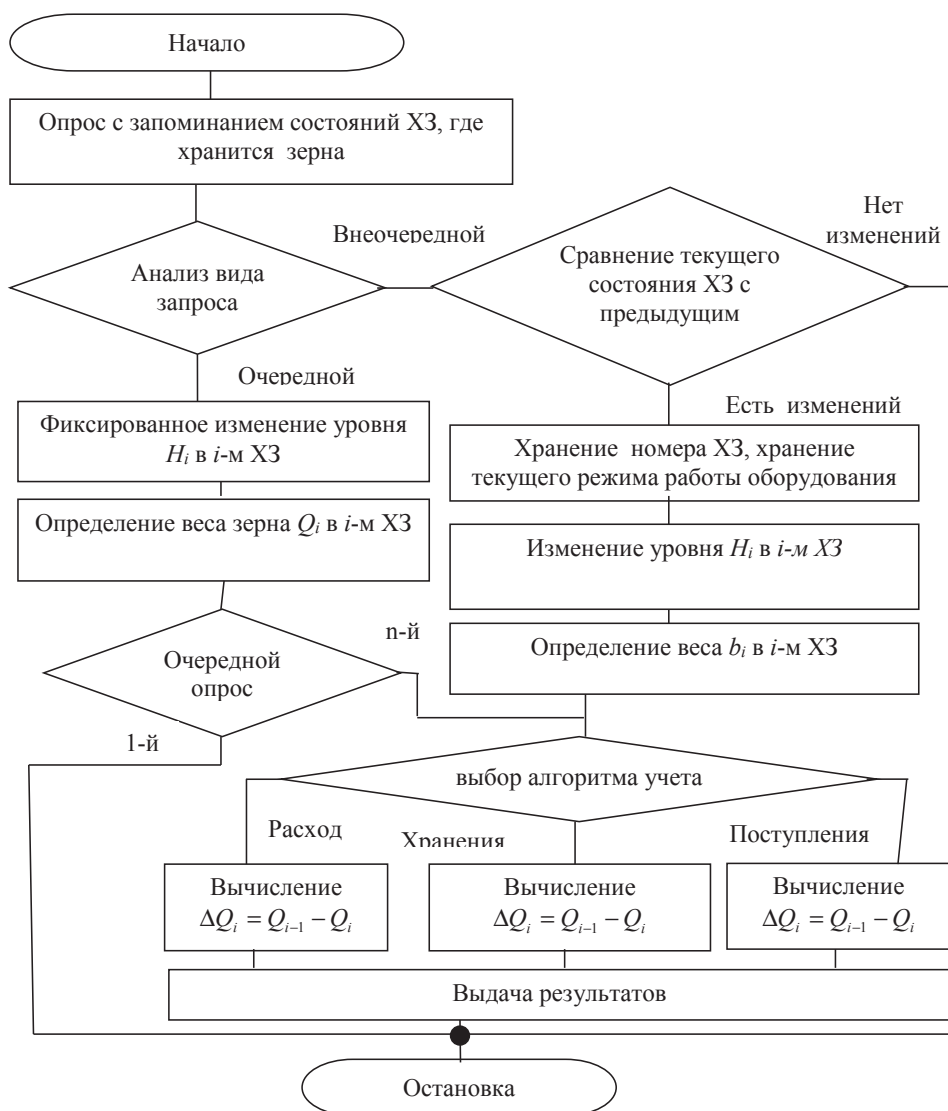 Начало
Опрос с запоминанием состояний ХЗ, где
хранится зерна
Внеочередной
Нет
изменений
Анализ вида
запроса
Сравнение текущего
состояния ХЗ с
предыдущим
Очередной
Есть изменений
Фиксированное изменение уровня
Hᵢ в i-м ХЗ
Хранение номера ХЗ, хранение
текущего режима работы оборудования
Определение веса зерна Qᵢ в i-м ХЗ
Изменение уровня Hᵢ в i-м ХЗ
n-й
Определение веса bᵢ в i-м ХЗ
Очередной
опрос
1-й
выбор алгоритма учета
Расход
Хранения
Поступления
Вычисление
ΔQᵢ = Qᵢ₋₁ − Qᵢ
Вычисление
ΔQᵢ = Qᵢ₋₁ − Qᵢ
Вычисление
ΔQᵢ = Qᵢ₋₁ − Qᵢ
Выдача результатов
Остановка